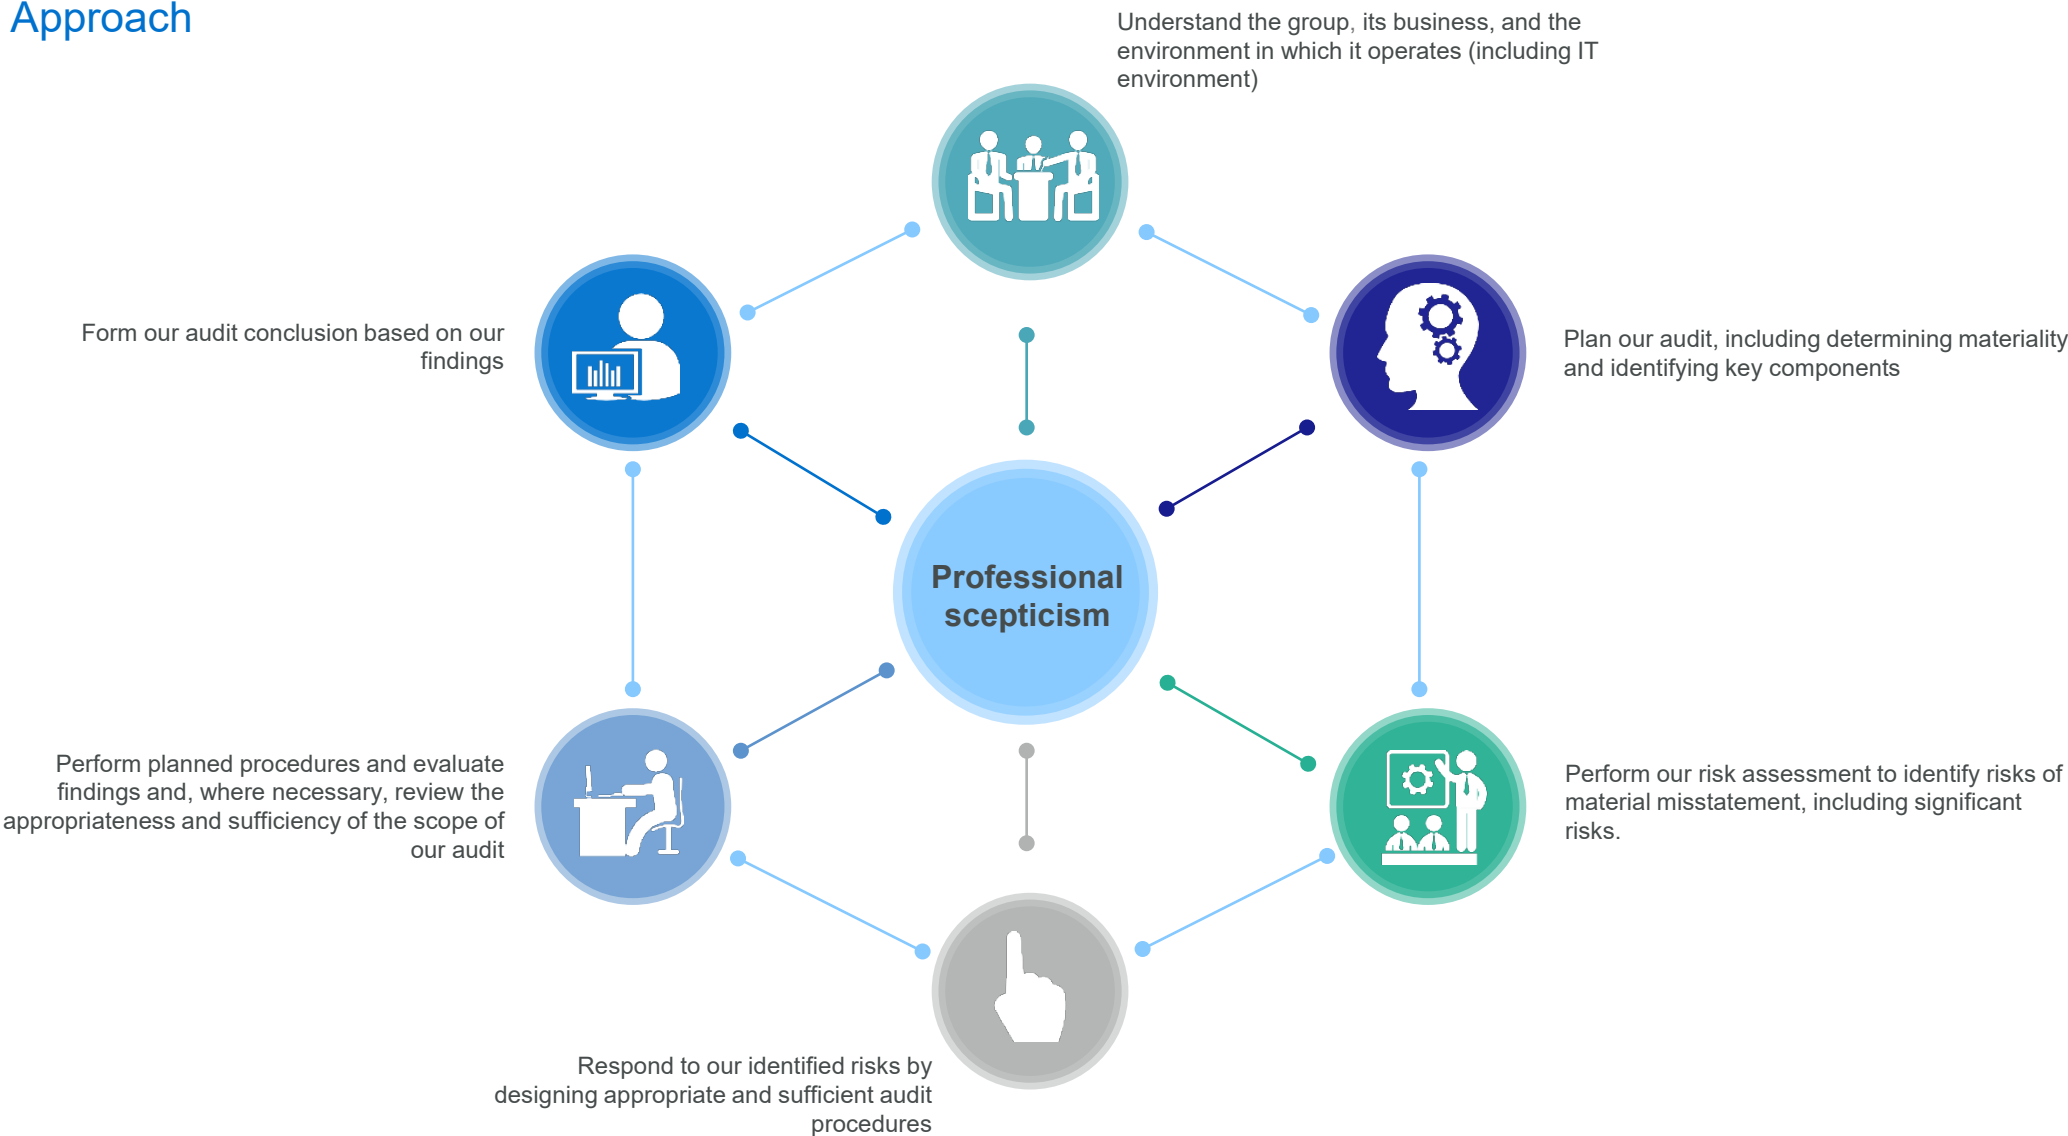 Approach
Understand the group, its business, and the
environment in which it operates (including IT
environment)
Plan our audit, including determining materiality
and identifying key components
Perform our risk assessment to identify risks of
material misstatement, including significant
risks.
Respond to our identified risks by
designing appropriate and sufficient audit
procedures
Perform planned procedures and evaluate
findings and, where necessary, review the
appropriateness and sufficiency of the scope of
our audit
Form our audit conclusion based on our
findings
Professional
scepticism